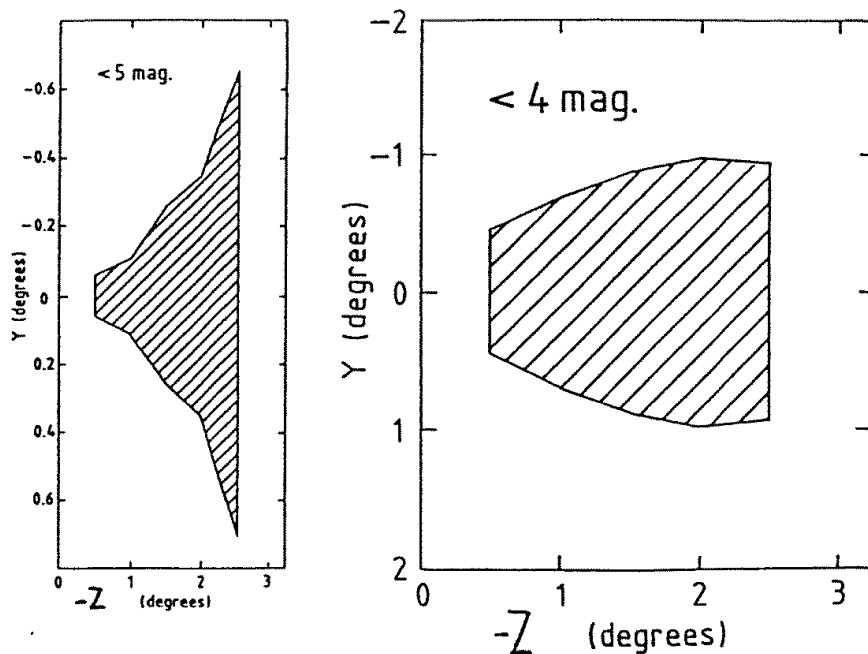 < 5 mag.
-0.6
-0.4
-0.2
0
0.2
0.4
0.6
Y (degrees)
0 1 2 3
-Z (degrees)
< 4 mag.
-2
-1
0
1
2
Y (degrees)
0 1 2 3
-Z (degrees)